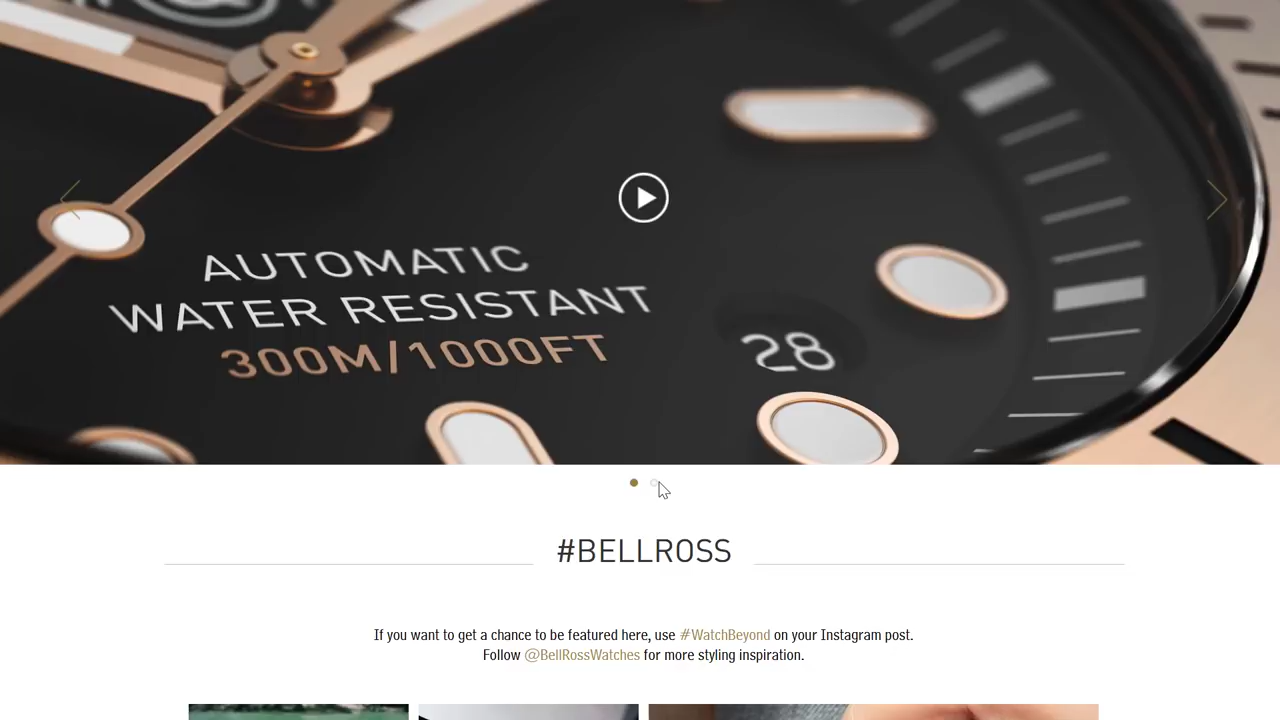 AUTOMATIC
WATER RESISTANT
300M/1000FT
28
#BELLROSS
If you want to get a chance to be featured here, use #WatchBeyond on your Instagram post.
Follow @BellRossWatches for more styling inspiration.